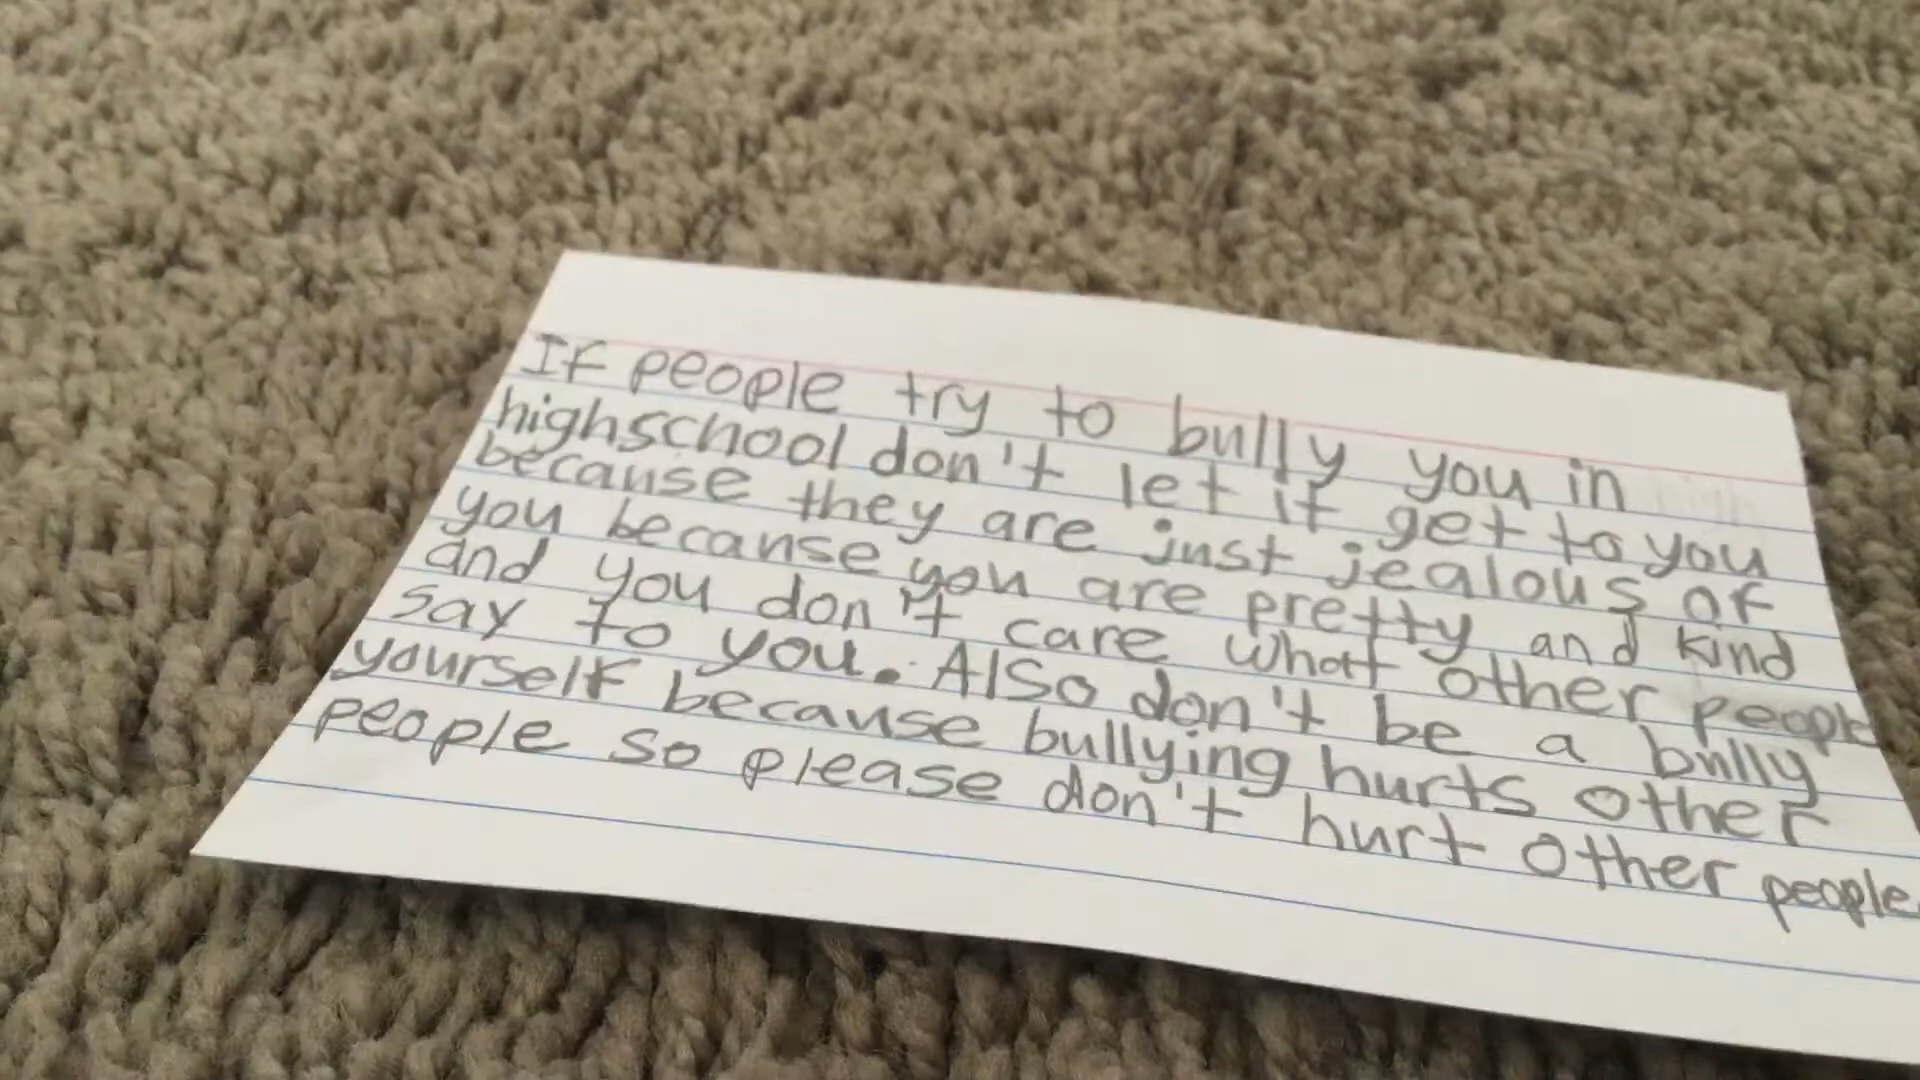 If people try to bully you in
highschool don't let it get to you
because they are just jealous of
you because you are pretty and kind
and you don't care what other people
say to you. Also don't be a bully
yourself because bullying hurts other
people so please don't hurt other people